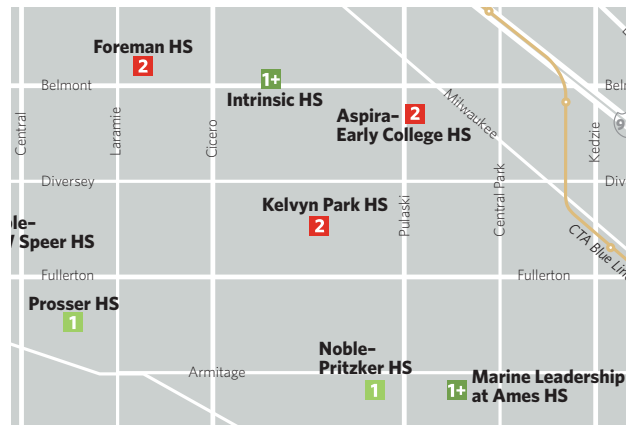 Foreman HS
2
Belmont
1+
Intrinsic HS
Aspira–
Early College HS
2
Milwaukee
Central
Laramie
Cicero
Kedzie
Diversey
Kelvyn Park HS
2
Pulaski
Central Park
Speer HS
CTA Blue
Fullerton
Fullerton
Prosser HS
1
Noble–
Pritzker HS
1
Armitage
1+
Marine Leadership
at Ames HS